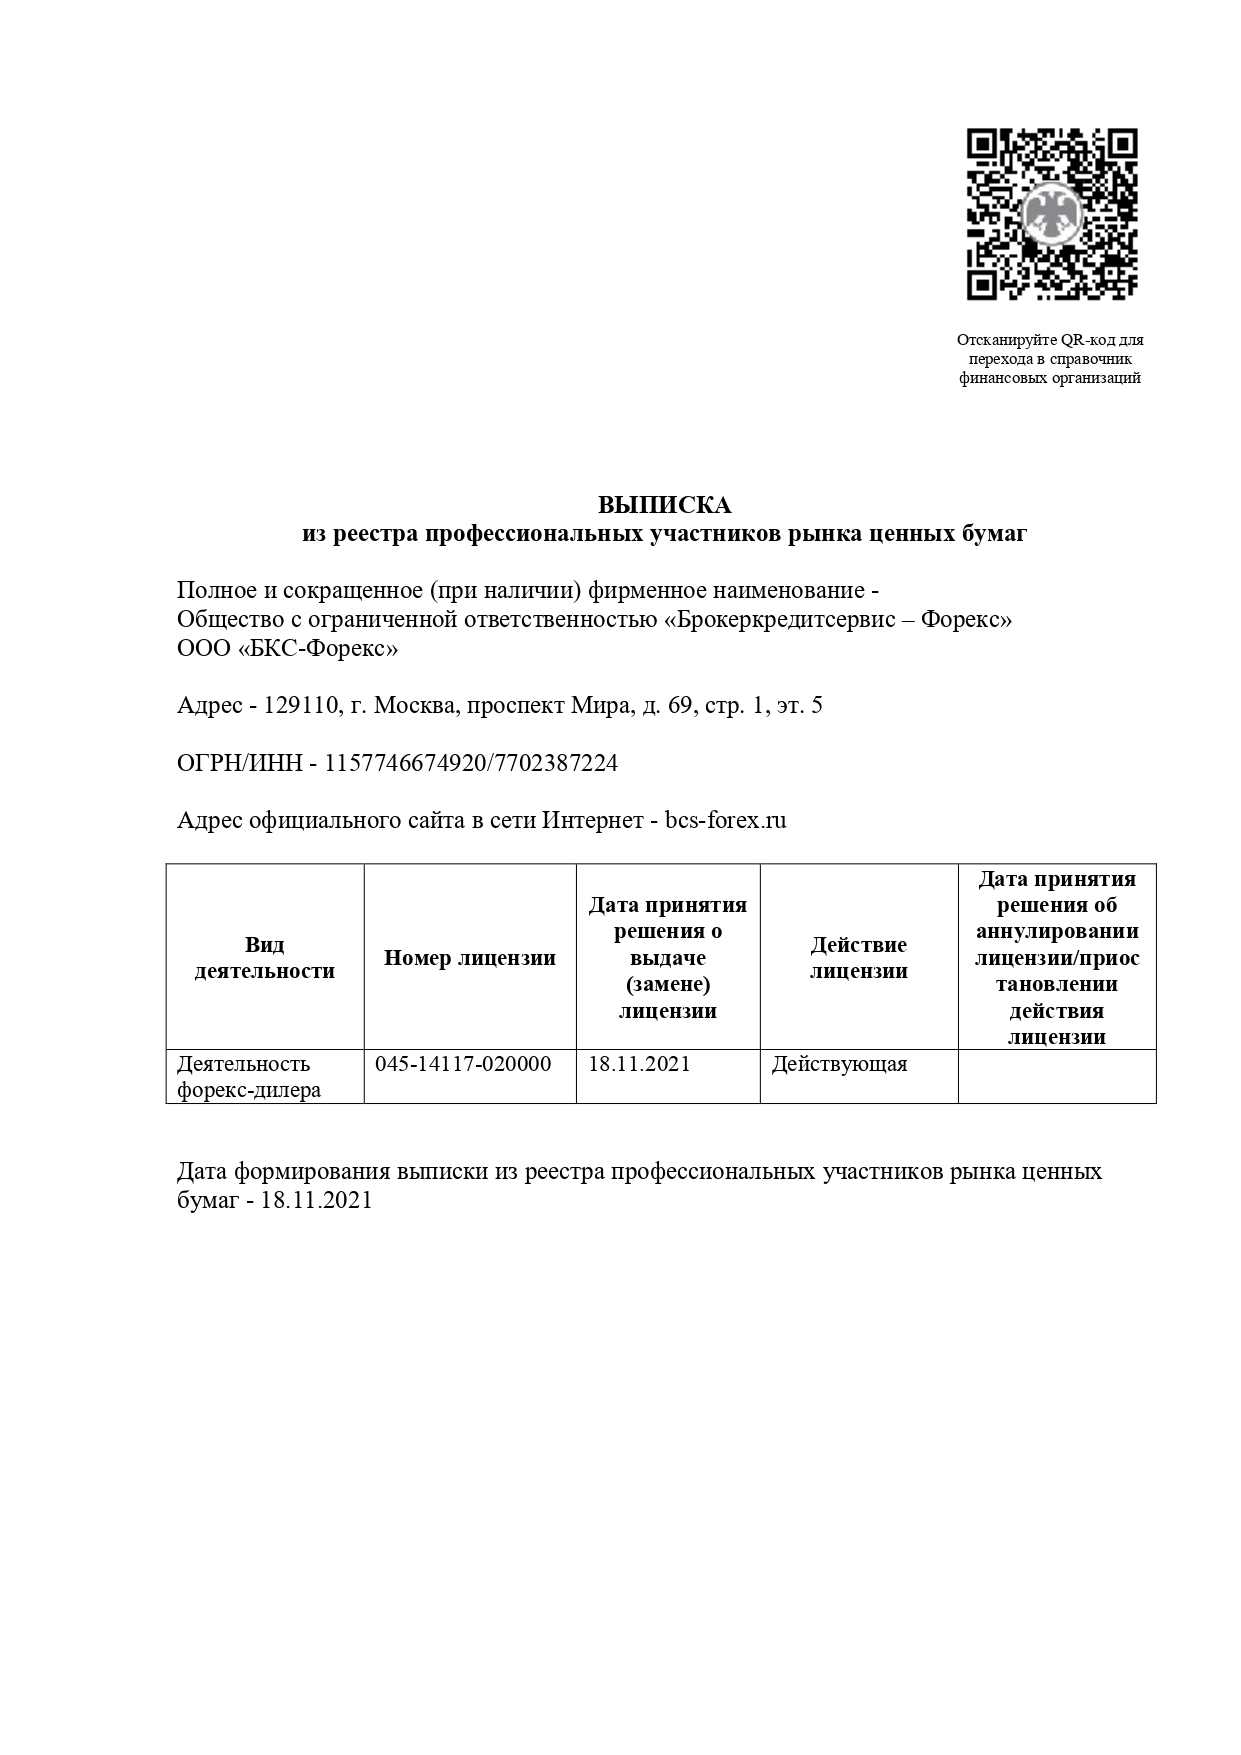 Отсканируйте QR-код для
перехода в справочник
финансовых организаций
ВЫПИСКА
из реестра профессиональных участников рынка ценных бумаг
Полное и сокращенное (при наличии) фирменное наименование -
Общество с ограниченной ответственностью «Брокеркредитсервис – Форекс»
ООО «БКС-Форекс»
Адрес - 129110, г. Москва, проспект Мира, д. 69, стр. 1, эт. 5
ОГРН/ИНН - 1157746674920/7702387224
Адрес официального сайта в сети Интернет - bcs-forex.ru
Вид
деятельности
Номер лицензии
Дата принятия
решения о
выдаче
(замене)
лицензии
Действие
лицензии
Дата принятия
решения об
аннулировании
лицензии/приос
тановлении
действия
лицензии
Деятельность
форекс-дилера
045-14117-020000
18.11.2021
Действующая
Дата формирования выписки из реестра профессиональных участников рынка ценных
бумаг - 18.11.2021